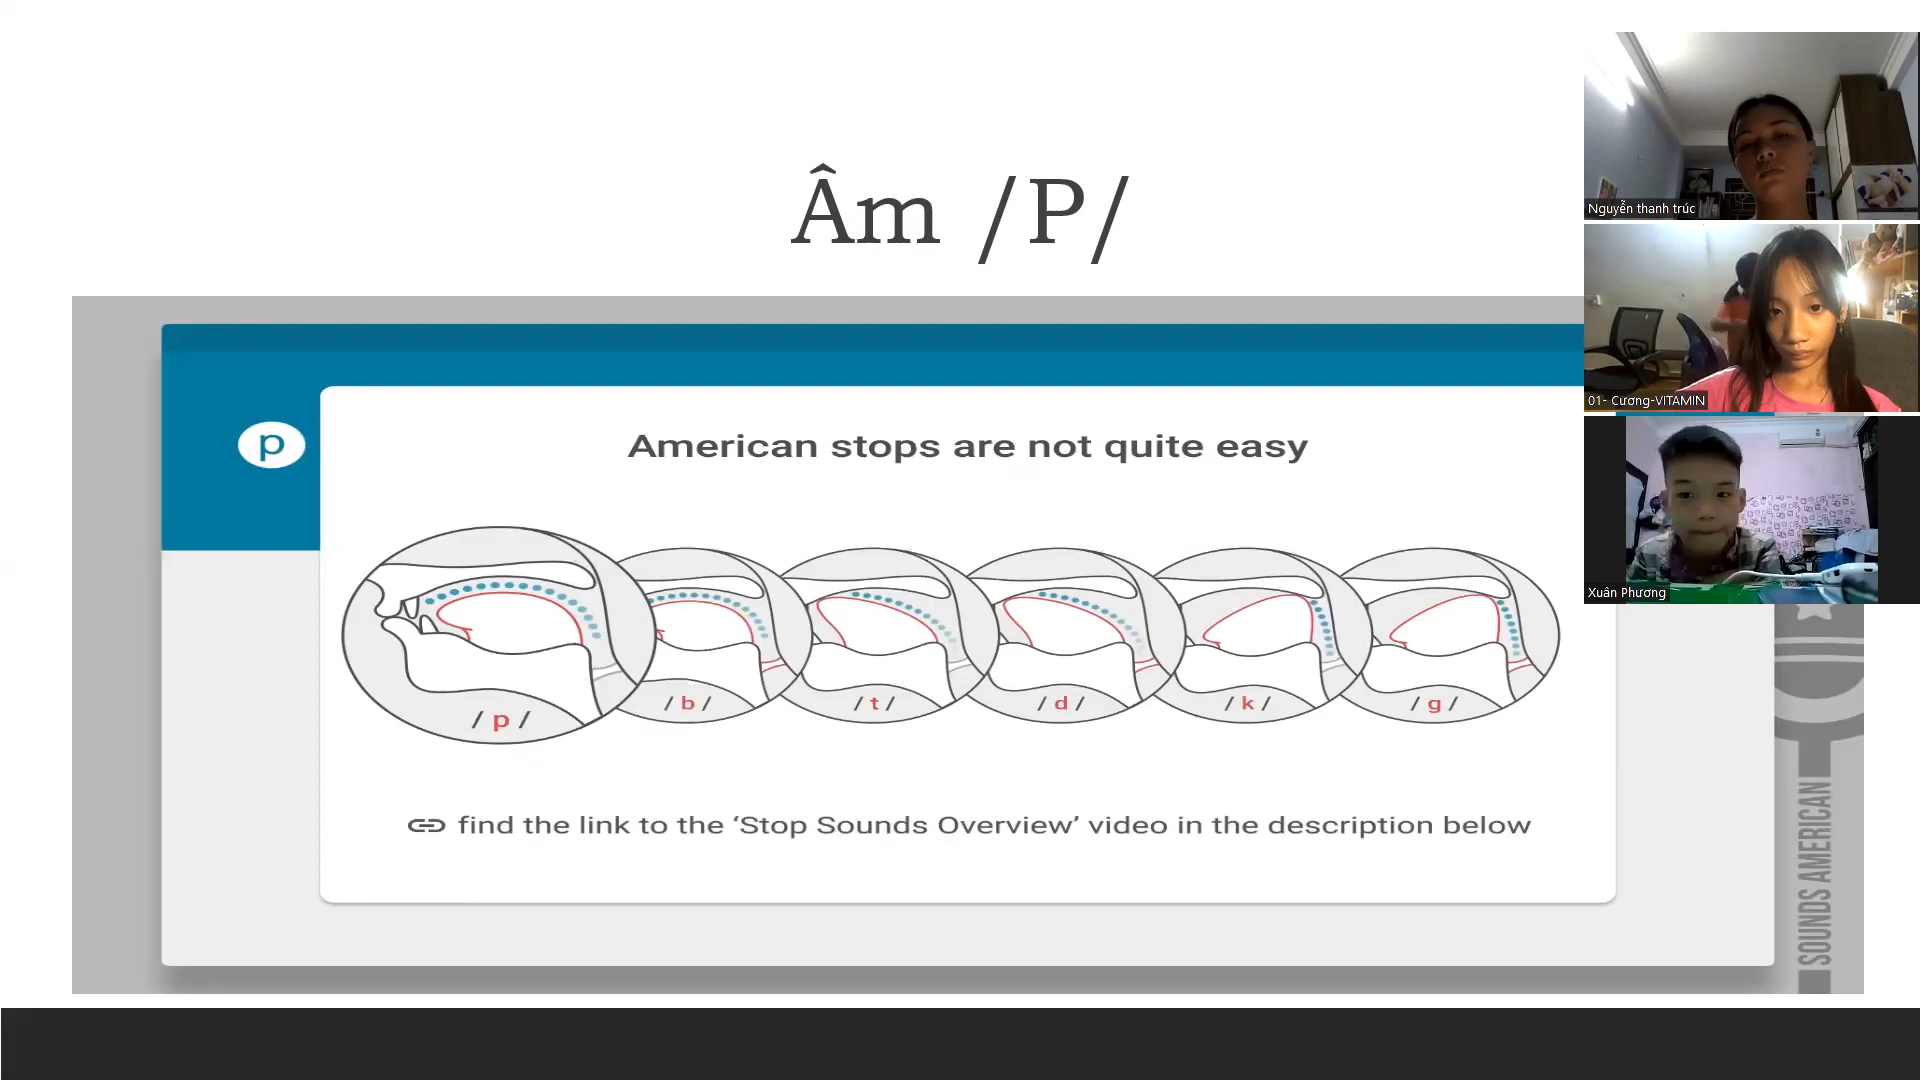 Âm /P/
p
American stops are not quite easy
/ p /
/ b /
/ t /
/ d /
/ k /
/ g /
find the link to the ‘Stop Sounds Overview’ video in the description below
SOUNDS AMERICAN
Nguyễn thanh trúc
01- Cương-VITAMIN
Xuân Phương